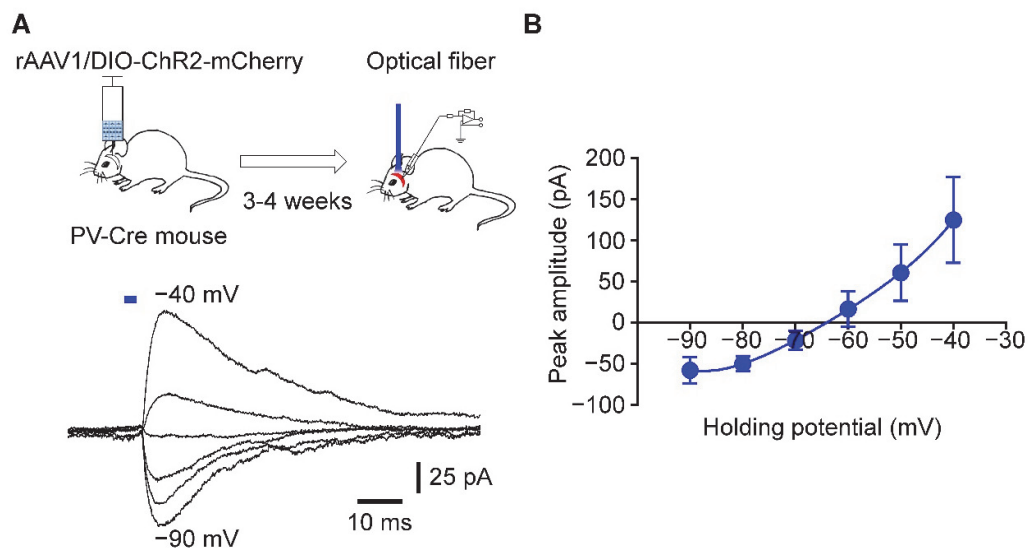 A
rAAV1/DIO-ChR2-mCherry
Optical fiber
3-4 weeks
PV-Cre mouse
−40 mV
25 pA
10 ms
−90 mV
B
Peak amplitude (pA)
200
150
100
50
0
−50
−100
−90 −80 −70 −60 −50 −40 −30
Holding potential (mV)